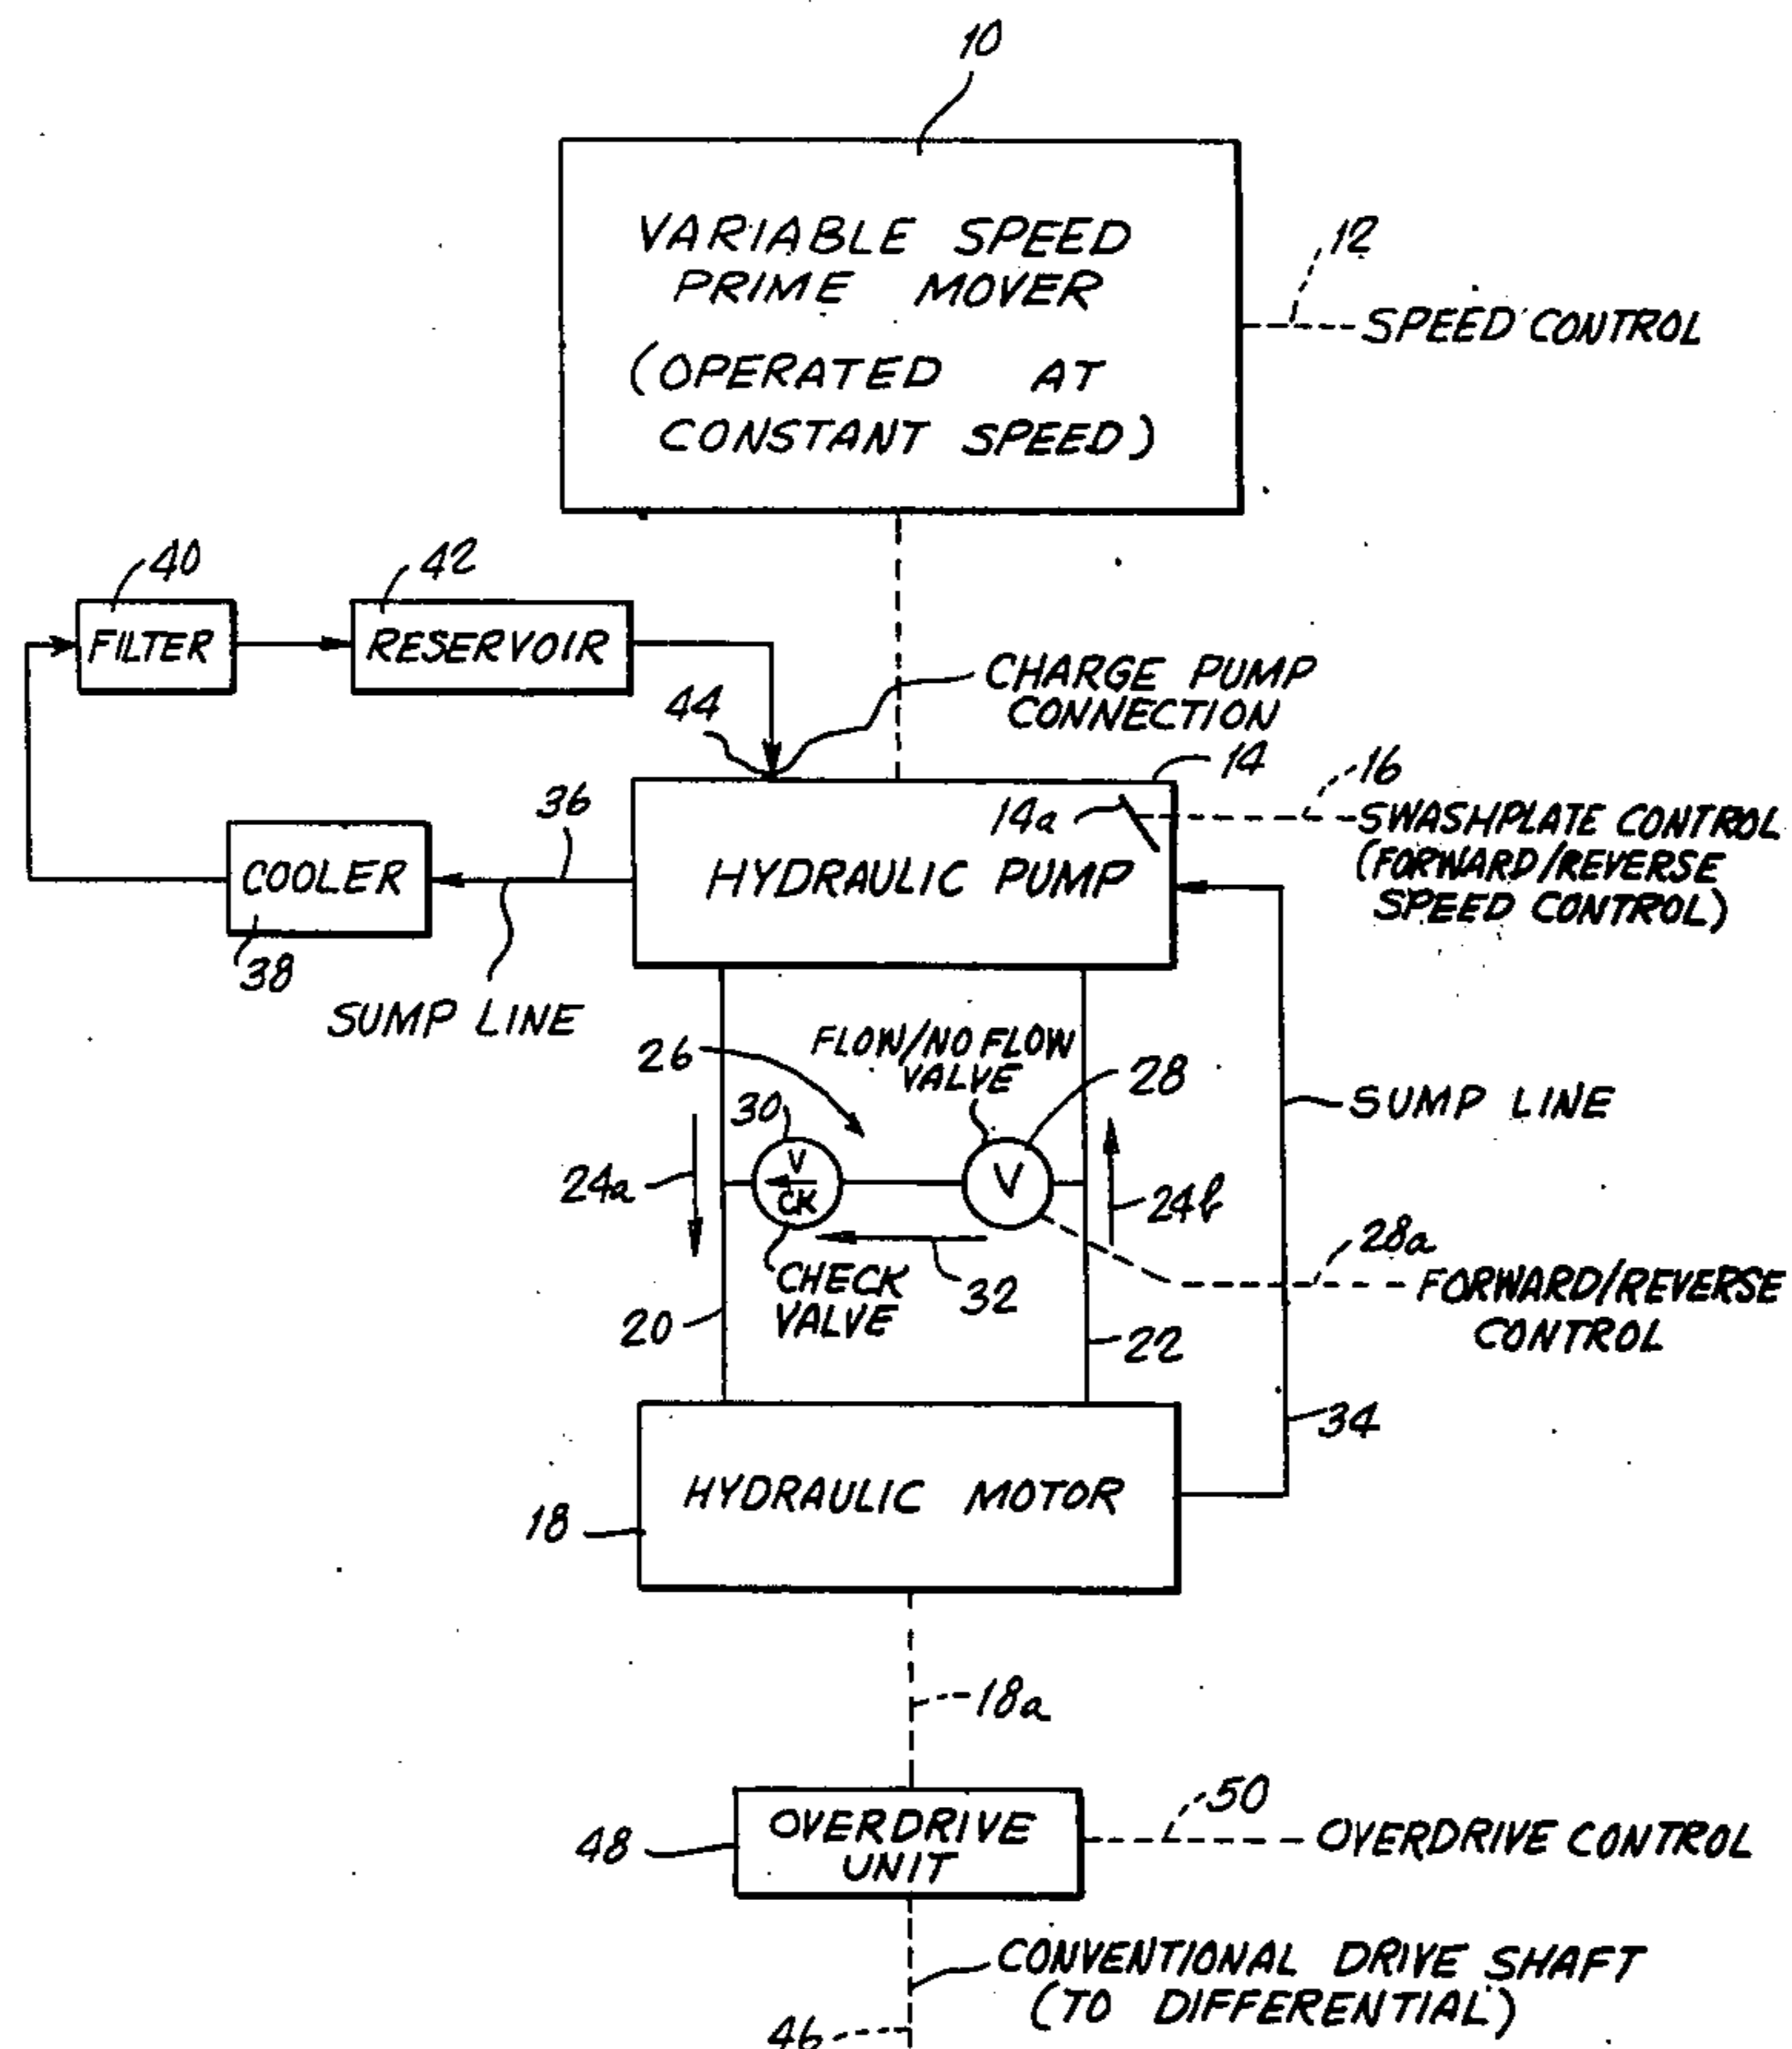 10
VARIABLE SPEED
PRIME MOVER
(OPERATED AT
CONSTANT SPEED)
12
SPEED CONTROL
40
42
FILTER
RESERVOIR
44
CHARGE PUMP
CONNECTION
14
16
14a
SWASHPLATE CONTROL
(FORWARD/REVERSE
SPEED CONTROL)
36
COOLER
HYDRAULIC PUMP
38
SUMP LINE
26
FLOW/NO FLOW
VALVE
28
SUMP LINE
30
V
CK
V
24a
24b
CHECK
VALVE
32
28a
FORWARD/REVERSE
CONTROL
20
22
34
HYDRAULIC MOTOR
18
18a
50
OVERDRIVE
UNIT
48
OVERDRIVE CONTROL
CONVENTIONAL DRIVE SHAFT
(TO DIFFERENTIAL)
46